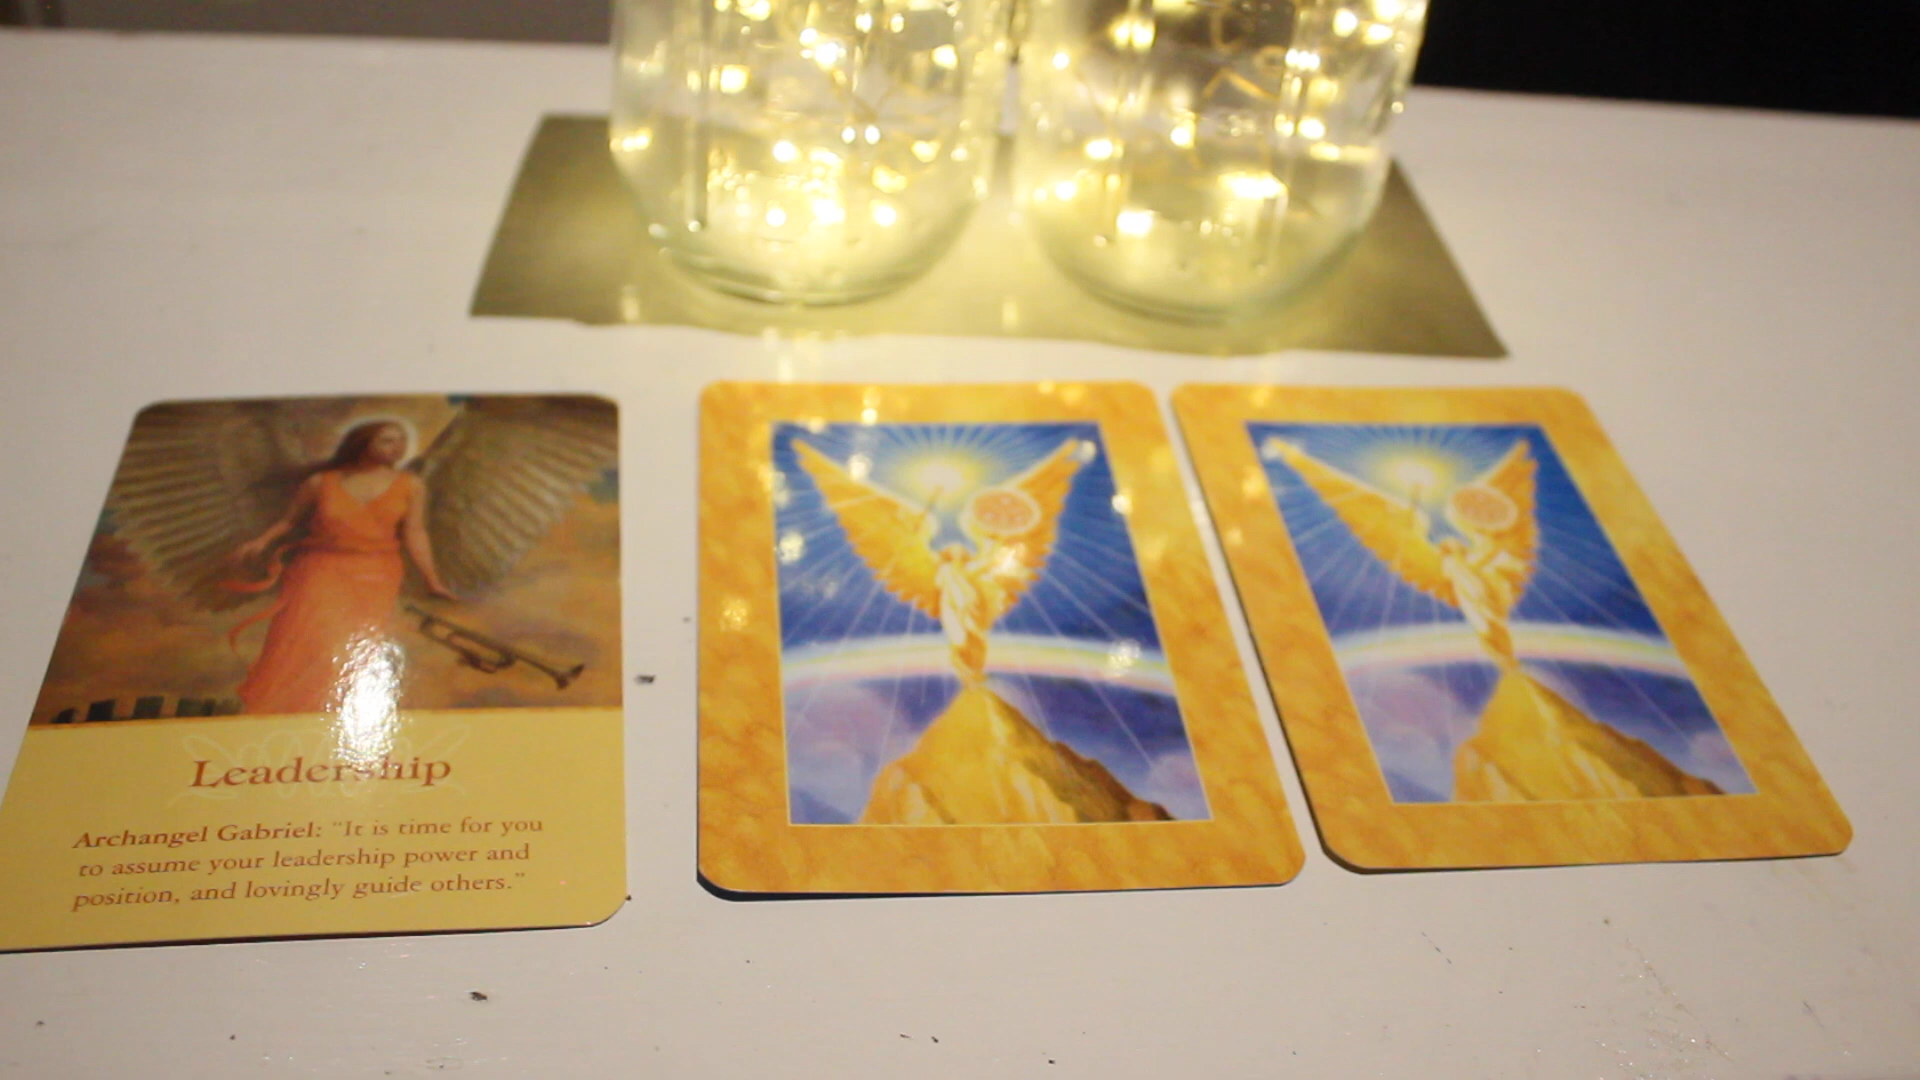 Leadership
Archangel Gabriel: "It is time for you
to assume your leadership power and
position, and lovingly guide others."